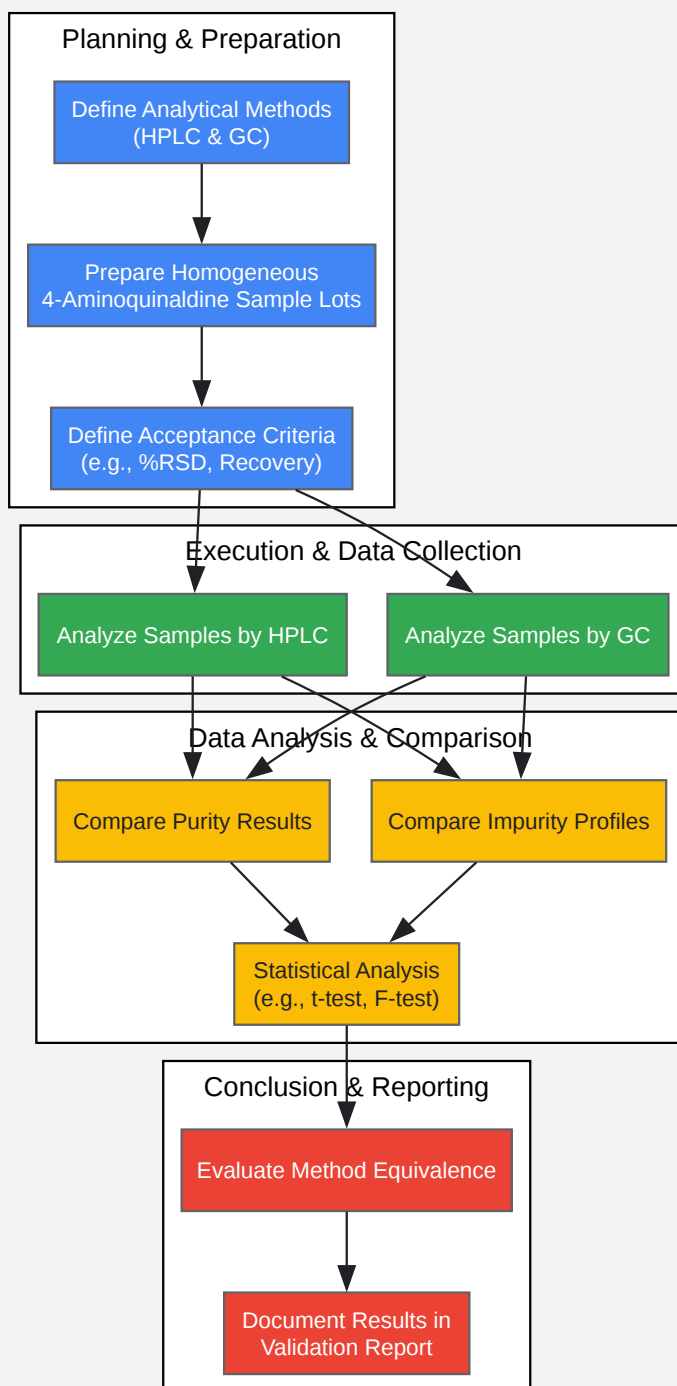 Planning & Preparation
Define Analytical Methods
(HPLC & GC)
Prepare Homogeneous
4-Aminoquinaldine Sample Lots
Define Acceptance Criteria
(e.g., %RSD, Recovery)
Execution & Data Collection
Analyze Samples by HPLC
Analyze Samples by GC
Data Analysis & Comparison
Compare Purity Results
Compare Impurity Profiles
Statistical Analysis
(e.g., t-test, F-test)
Conclusion & Reporting
Evaluate Method Equivalence
Document Results in
Validation Report